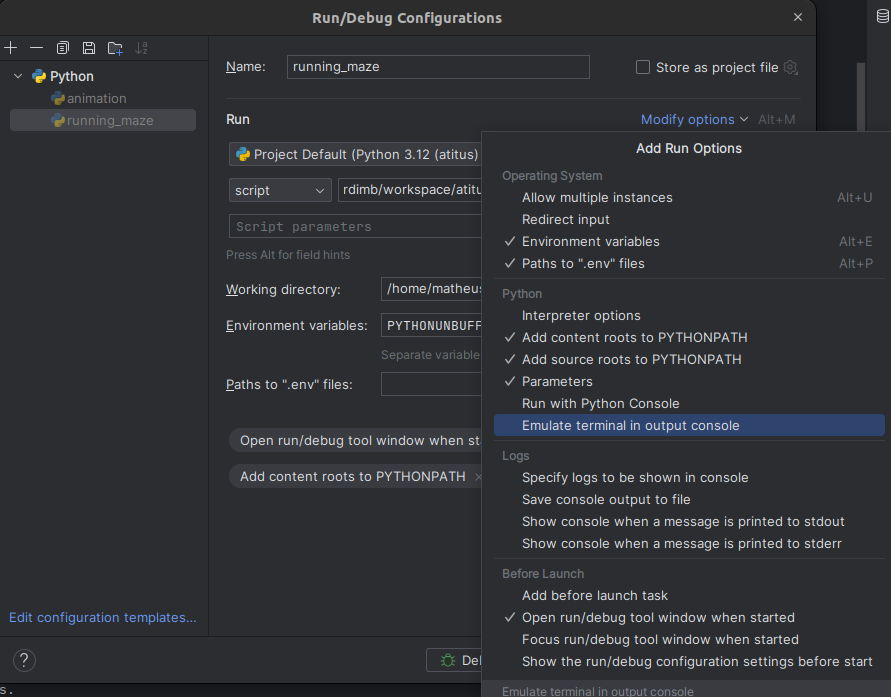 Run/Debug Configurations
Python
animation
running_maze
Name:
running_maze
Store as project file
Run
Modify options
Alt+M
Project Default (Python 3.12 (atitus)
script
rdimb/workspace/atitu
Script parameters
Press Alt for field hints
Working directory:
/home/matheus
Environment variables:
PYTHONUNBUFF
Separate variable
Paths to ".env" files:
Open run/debug tool window when sta
Add content roots to PYTHONPATH ×
Edit configuration templates...
?
Del
s.
Add Run Options
Operating System
Allow multiple instances Alt+U
Redirect input
Environment variables Alt+E
Paths to ".env" files Alt+P
Python
Interpreter options
Add content roots to PYTHONPATH
Add source roots to PYTHONPATH
Parameters
Run with Python Console
Emulate terminal in output console
Logs
Specify logs to be shown in console
Save console output to file
Show console when a message is printed to stdout
Show console when a message is printed to stderr
Before Launch
Add before launch task
Open run/debug tool window when started
Focus run/debug tool window when started
Show the run/debug configuration settings before start
Emulate terminal in output console